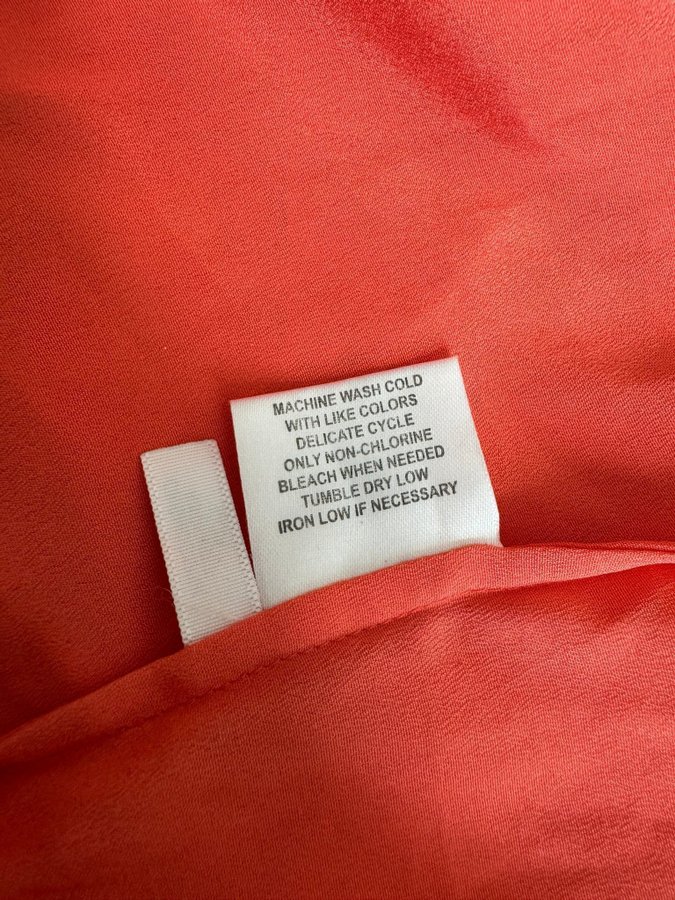 MACHINE WASH COLD
WITH LIKE COLORS
DELICATE CYCLE
ONLY NON-CHLORINE
BLEACH WHEN NEEDED
TUMBLE DRY LOW
IRON LOW IF NECESSARY